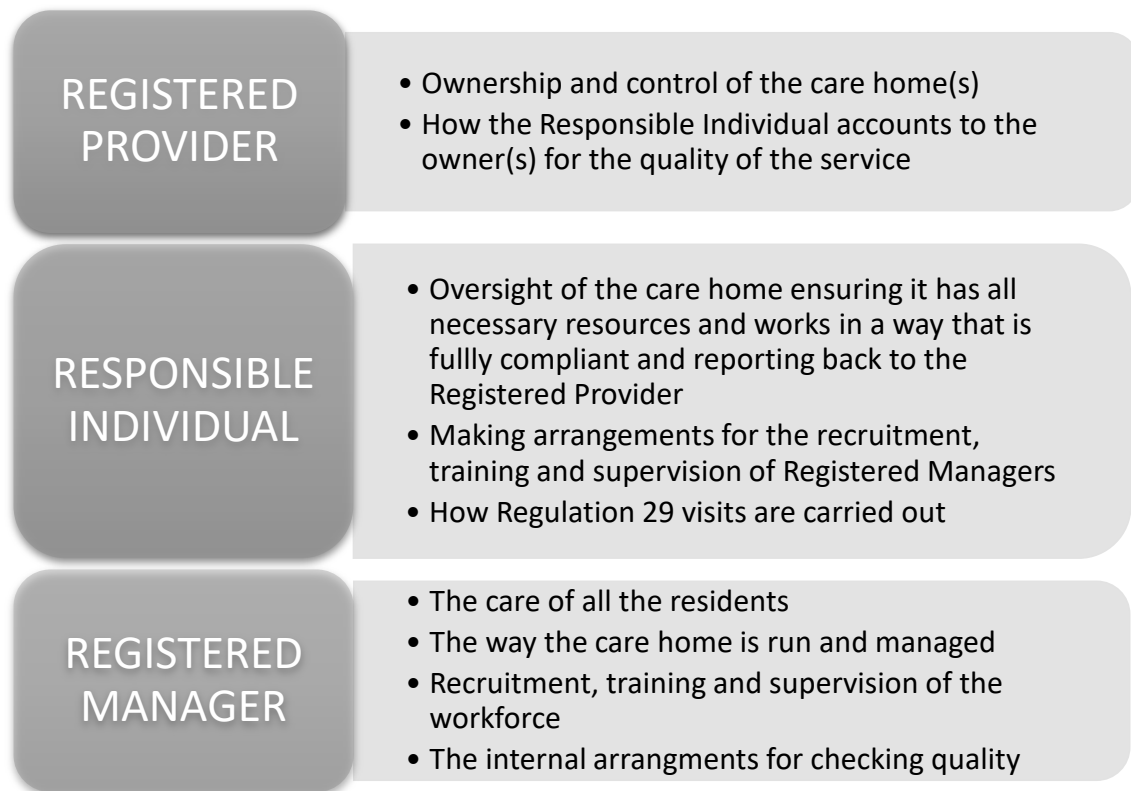 REGISTERED
PROVIDER
• Ownership and control of the care home(s)
• How the Responsible Individual accounts to the
owner(s) for the quality of the service
RESPONSIBLE
INDIVIDUAL
• Oversight of the care home ensuring it has all
necessary resources and works in a way that is
fullly compliant and reporting back to the
Registered Provider
• Making arrangements for the recruitment,
training and supervision of Registered Managers
• How Regulation 29 visits are carried out
REGISTERED
MANAGER
• The care of all the residents
• The way the care home is run and managed
• Recruitment, training and supervision of the
workforce
• The internal arrangments for checking quality